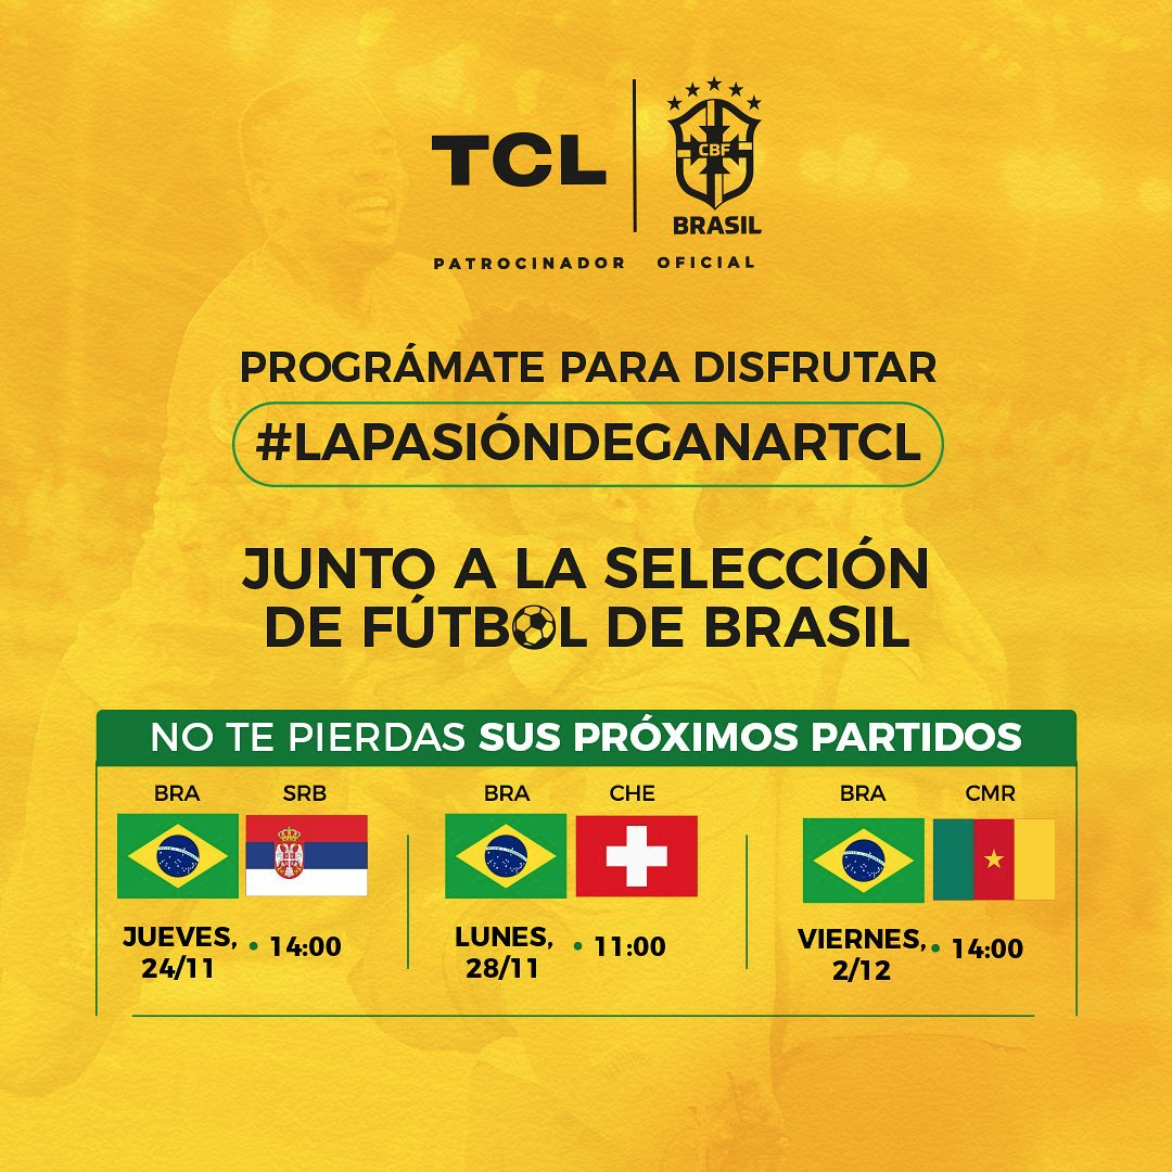 TCL
CBF
BRASIL
PATROCINADOR OFICIAL
PROGRÁMATE PARA DISFRUTAR
#LAPASIÓNDEGANARTCL
JUNTO A LA SELECCIÓN
DE FÚTBOL DE BRASIL
NO TE PIERDAS SUS PRÓXIMOS PARTIDOS
BRA SRB
JUEVES, 24/11 • 14:00
BRA CHE
LUNES, 28/11 • 11:00
BRA CMR
VIERNES, 2/12 • 14:00